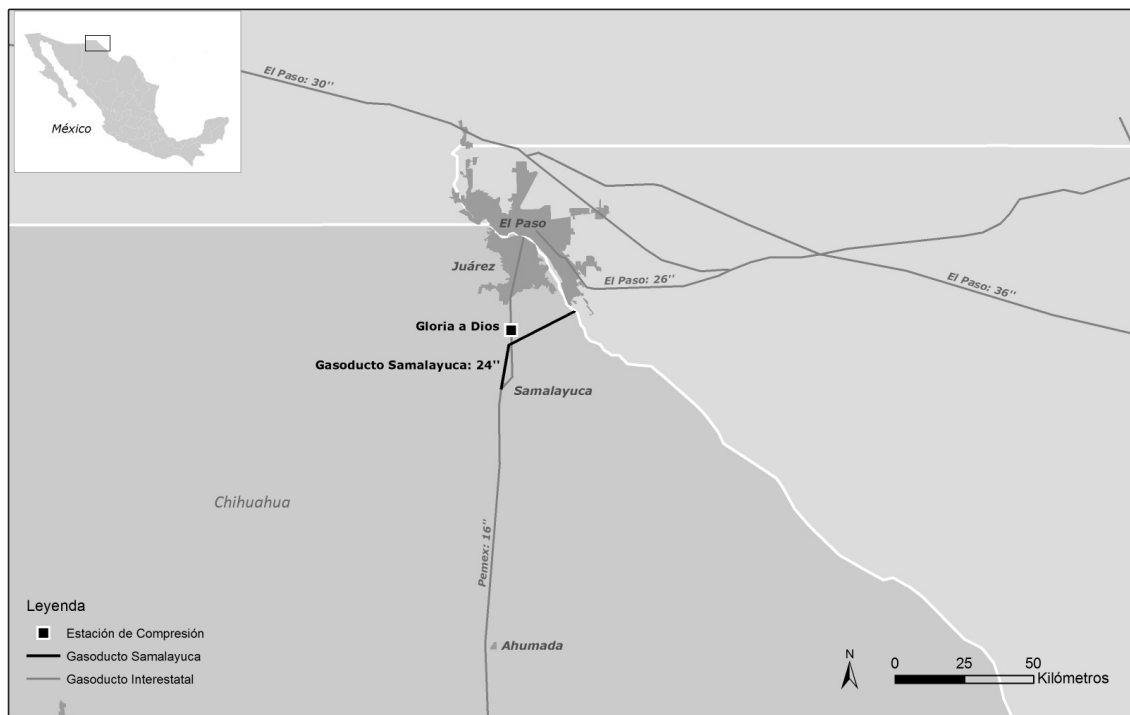 México
El Paso: 30''
El Paso
Juárez
El Paso: 26''
El Paso: 36''
Gloria a Dios
Gasoducto Samalayuca: 24''
Samalayuca
Chihuahua
Pemex: 16''
Ahumada
Leyenda
Estación de Compresión
Gasoducto Samalayuca
Gasoducto Interestatal
N
0 25 50
Kilómetros